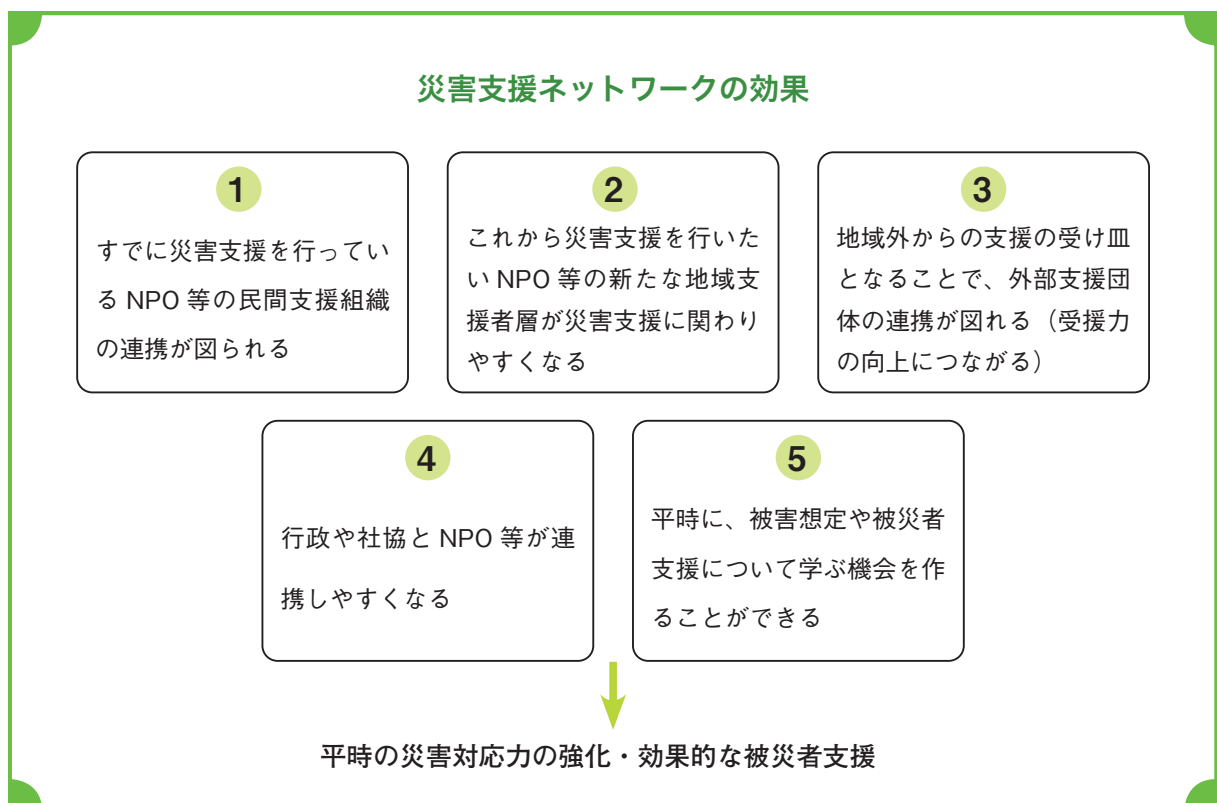 災害支援ネットワークの効果
1
すでに災害支援を行ってい
る NPO 等の民間支援組織
の連携が図られる
2
これから災害支援を行いた
い NPO 等の新たな地域支
援者層が災害支援に関わり
やすくなる
3
地域外からの支援の受け皿
となることで、外部支援団
体の連携が図れる（受援力
の向上につながる）
4
行政や社協と NPO 等が連
携しやすくなる
5
平時に、被害想定や被災者
支援について学ぶ機会を作
ることができる
平時の災害対応力の強化・効果的な被災者支援